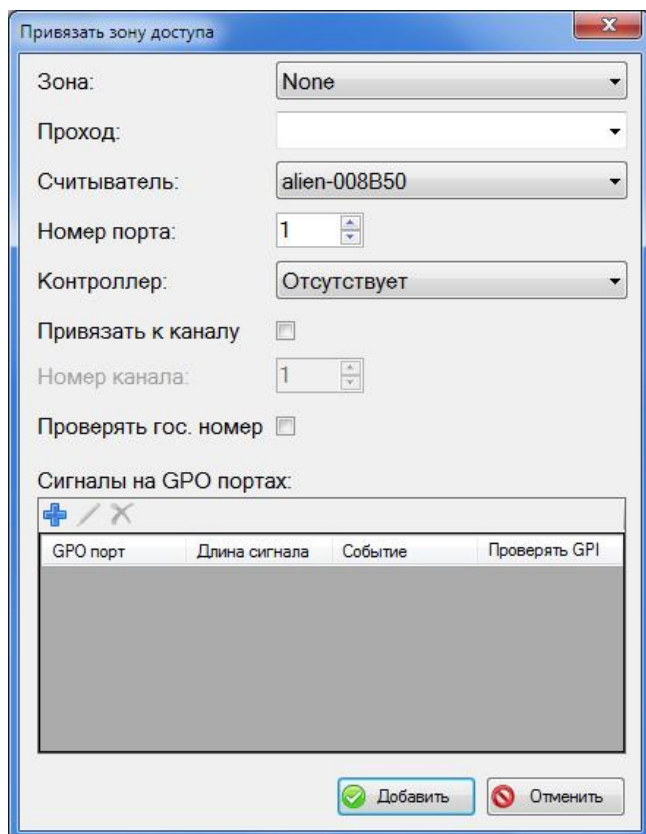 Привязать зону доступа
Зона: None
Проход:
Считыватель: alien-008B50
Номер порта: 1
Контроллер: Отсутствует
Привязать к каналу
Номер канала: 1
Проверять гос. номер
Сигналы на GPO портах:
GPO порт Длина сигнала Событие Проверять GPI
Добавить Отменить